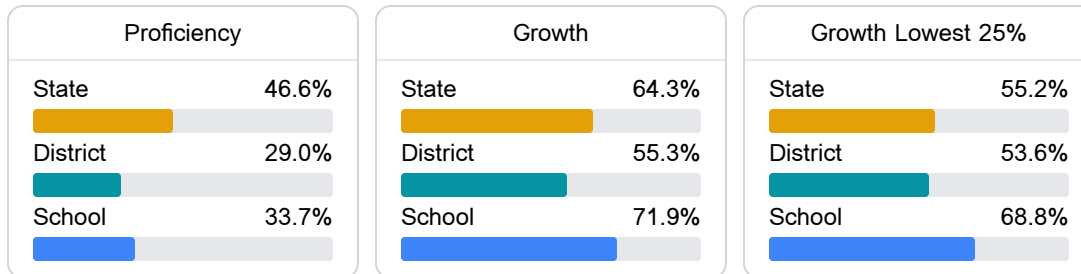 Proficiency
State 46.6%
District 29.0%
School 33.7%
Growth
State 64.3%
District 55.3%
School 71.9%
Growth Lowest 25%
State 55.2%
District 53.6%
School 68.8%